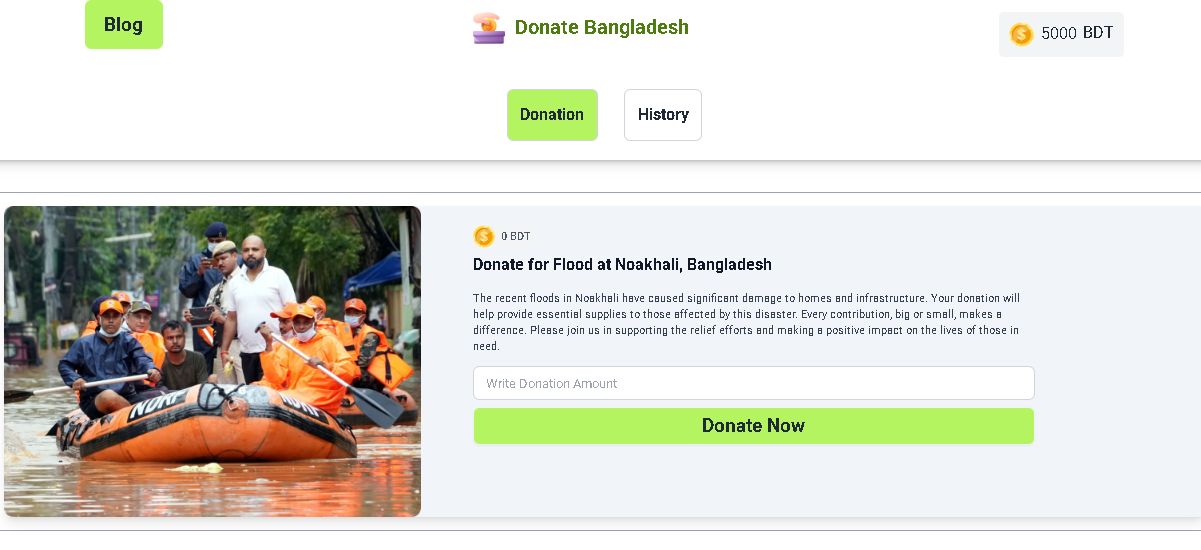 Blog
Donate Bangladesh
5000 BDT
Donation
History
0 BDT
Donate for Flood at Noakhali, Bangladesh
The recent floods in Noakhali have caused significant damage to homes and infrastructure. Your donation will
help provide essential supplies to those affected by this disaster. Every contribution, big or small, makes a
difference. Please join us in supporting the relief efforts and making a positive impact on the lives of those in
need.
Write Donation Amount
Donate Now
NDRF